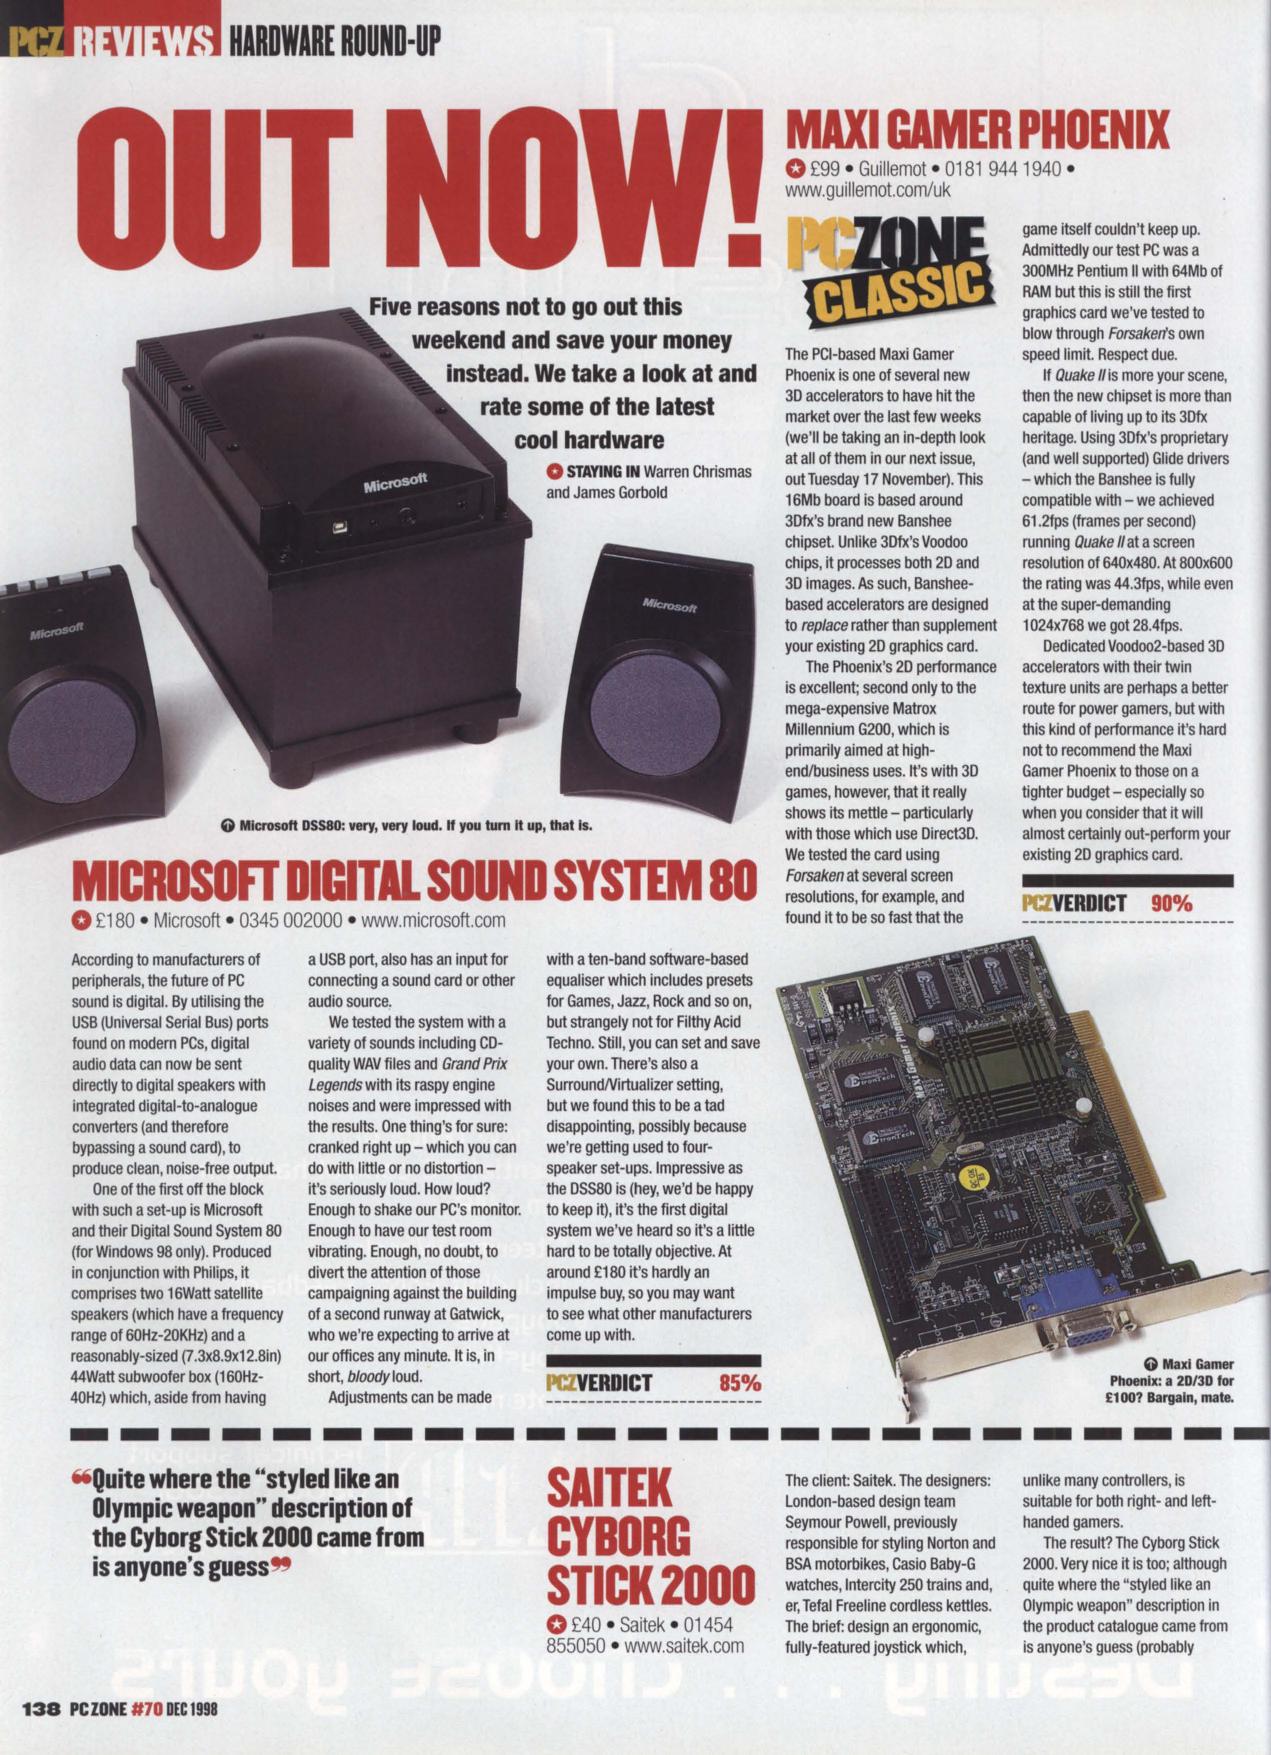 PCZ REVIEWS HARDWARE ROUND-UP
OUT NOW!
Five reasons not to go out this
weekend and save your money
instead. We take a look at and
rate some of the latest
cool hardware
STAYING IN Warren Chrismas
and James Gorbold
Microsoft
Microsoft
Microsoft
Microsoft DSS80: very, very loud. If you turn it up, that is.
MICROSOFT DIGITAL SOUND SYSTEM 80
£180 • Microsoft • 0345 002000 • www.microsoft.com
According to manufacturers of
peripherals, the future of PC
sound is digital. By utilising the
USB (Universal Serial Bus) ports
found on modern PCs, digital
audio data can now be sent
directly to digital speakers with
integrated digital-to-analogue
converters (and therefore
bypassing a sound card), to
produce clean, noise-free output.
One of the first off the block
with such a set-up is Microsoft
and their Digital Sound System 80
(for Windows 98 only). Produced
in conjunction with Philips, it
comprises two 16Watt satellite
speakers (which have a frequency
range of 60Hz-20KHz) and a
reasonably-sized (7.3x8.9x12.8in)
44Watt subwoofer box (160Hz-
40Hz) which, aside from having
a USB port, also has an input for
connecting a sound card or other
audio source.
We tested the system with a
variety of sounds including CD-
quality WAV files and Grand Prix
Legends with its raspy engine
noises and were impressed with
the results. One thing's for sure:
cranked right up – which you can
do with little or no distortion –
it's seriously loud. How loud?
Enough to shake our PC's monitor.
Enough to have our test room
vibrating. Enough, no doubt, to
divert the attention of those
campaigning against the building
of a second runway at Gatwick,
who we're expecting to arrive at
our offices any minute. It is, in
short, bloody loud.
Adjustments can be made
with a ten-band software-based
equaliser which includes presets
for Games, Jazz, Rock and so on,
but strangely not for Filthy Acid
Techno. Still, you can set and save
your own. There's also a
Surround/Virtualizer setting,
but we found this to be a tad
disappointing, possibly because
we're getting used to four-
speaker set-ups. Impressive as
the DSS80 is (hey, we'd be happy
to keep it), it's the first digital
system we've heard so it's a little
hard to be totally objective. At
around £180 it's hardly an
impulse buy, so you may want
to see what other manufacturers
come up with.
PCZVERDICT 85%
MAXI GAMER PHOENIX
£99 • Guillemot • 0181 944 1940 •
www.guillemot.com/uk
PCZONE
CLASSIC
The PCI-based Maxi Gamer
Phoenix is one of several new
3D accelerators to have hit the
market over the last few weeks
(we'll be taking an in-depth look
at all of them in our next issue,
out Tuesday 17 November). This
16Mb board is based around
3Dfx's brand new Banshee
chipset. Unlike 3Dfx's Voodoo
chips, it processes both 2D and
3D images. As such, Banshee-
based accelerators are designed
to replace rather than supplement
your existing 2D graphics card.
The Phoenix's 2D performance
is excellent; second only to the
mega-expensive Matrox
Millennium G200, which is
primarily aimed at high-
end/business uses. It's with 3D
games, however, that it really
shows its mettle – particularly
with those which use Direct3D.
We tested the card using
Forsaken at several screen
resolutions, for example, and
found it to be so fast that the
game itself couldn't keep up.
Admittedly our test PC was a
300MHz Pentium II with 64Mb of
RAM but this is still the first
graphics card we've tested to
blow through Forsaken's own
speed limit. Respect due.
If Quake II is more your scene,
then the new chipset is more than
capable of living up to its 3Dfx
heritage. Using 3Dfx's proprietary
(and well supported) Glide drivers
– which the Banshee is fully
compatible with – we achieved
61.2fps (frames per second)
running Quake II at a screen
resolution of 640x480. At 800x600
the rating was 44.3fps, while even
at the super-demanding
1024x768 we got 28.4fps.
Dedicated Voodoo2-based 3D
accelerators with their twin
texture units are perhaps a better
route for power gamers, but with
this kind of performance it's hard
not to recommend the Maxi
Gamer Phoenix to those on a
tighter budget – especially so
when you consider that it will
almost certainly out-perform your
existing 2D graphics card.
PCZVERDICT 90%
Maxi Gamer Phoenix
EtronTech
EtronTech
Maxi Gamer
Phoenix: a 2D/3D for
£100? Bargain, mate.
“Quite where the “styled like an
Olympic weapon” description of
the Cyborg Stick 2000 came from
is anyone's guess”
SAITEK
CYBORG
STICK 2000
£40 • Saitek • 01454
855050 • www.saitek.com
The client: Saitek. The designers:
London-based design team
Seymour Powell, previously
responsible for styling Norton and
BSA motorbikes, Casio Baby-G
watches, Intercity 250 trains and,
er, Tefal Freeline cordless kettles.
The brief: design an ergonomic,
fully-featured joystick which,
unlike many controllers, is
suitable for both right- and left-
handed gamers.
The result? The Cyborg Stick
2000. Very nice it is too; although
quite where the “styled like an
Olympic weapon” description in
the product catalogue came from
is anyone's guess (probably
138 PC ZONE #70 DEC 1998